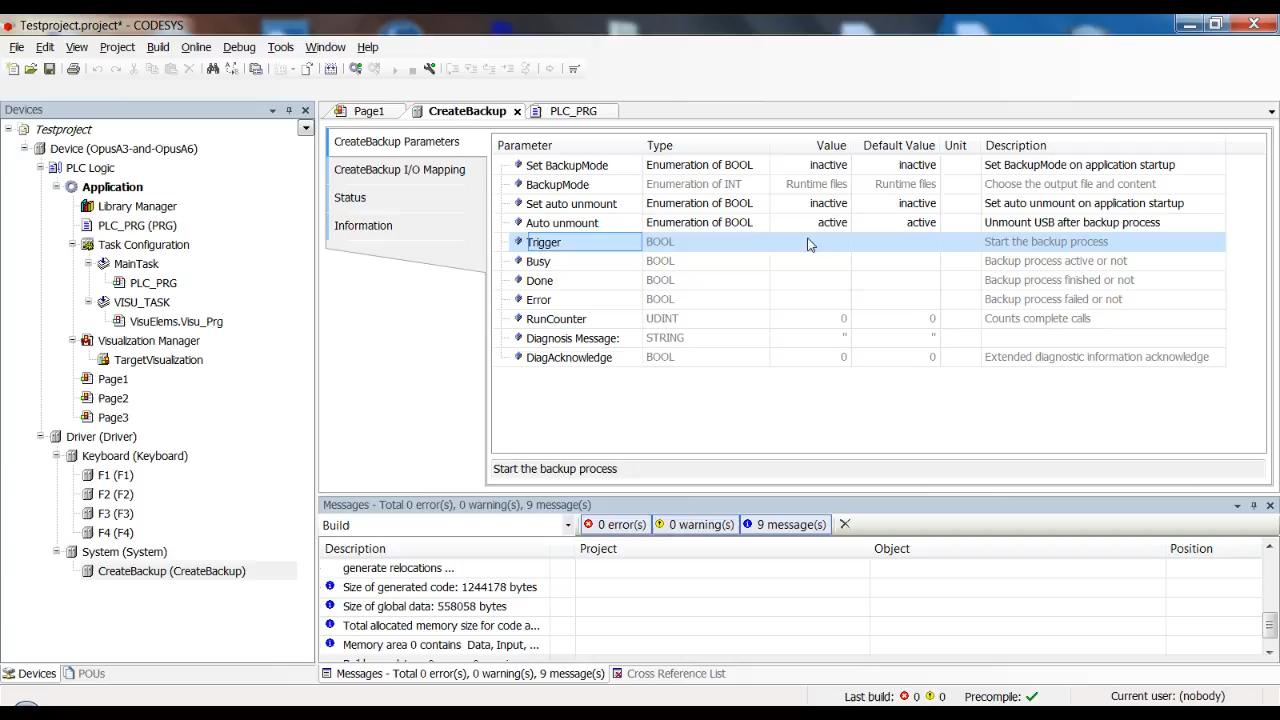 Testproject.project* - CODESYS
File Edit View Project Build Online Debug Tools Window Help
Devices
Page1 CreateBackup PLC_PRG
Testproject
Device (OpusA3-and-OpusA6)
PLC Logic
Application
Library Manager
PLC_PRG (PRG)
Task Configuration
MainTask
PLC_PRG
VISU_TASK
VisuElems.Visu_Prg
Visualization Manager
TargetVisualization
Page1
Page2
Page3
Driver (Driver)
Keyboard (Keyboard)
F1 (F1)
F2 (F2)
F3 (F3)
F4 (F4)
System (System)
CreateBackup (CreateBackup)
Devices POUs
CreateBackup Parameters
CreateBackup I/O Mapping
Status
Information
Parameter Type Value Default Value Unit Description
Set BackupMode Enumeration of BOOL inactive inactive Set BackupMode on application startup
BackupMode Enumeration of INT Runtime files Runtime files Choose the output file and content
Set auto unmount Enumeration of BOOL inactive inactive Set auto unmount on application startup
Auto unmount Enumeration of BOOL active active Unmount USB after backup process
Trigger BOOL Start the backup process
Busy BOOL Backup process active or not
Done BOOL Backup process finished or not
Error BOOL Backup process failed or not
RunCounter UDINT 0 0 Counts complete calls
Diagnosis Message: STRING '' ''
DiagAcknowledge BOOL 0 0 Extended diagnostic information acknowledge
Start the backup process
Messages - Total 0 error(s), 0 warning(s), 9 message(s)
Build 0 error(s) 0 warning(s) 9 message(s)
Description Project Object Position
generate relocations ...
Size of generated code: 1244178 bytes
Size of global data: 558058 bytes
Total allocated memory size for code a...
Memory area 0 contains Data, Input, ...
Messages - Total 0 error(s), 0 warning(s), 9 message(s) Cross Reference List
Last build: 0 0 Precompile: Current user: (nobody)